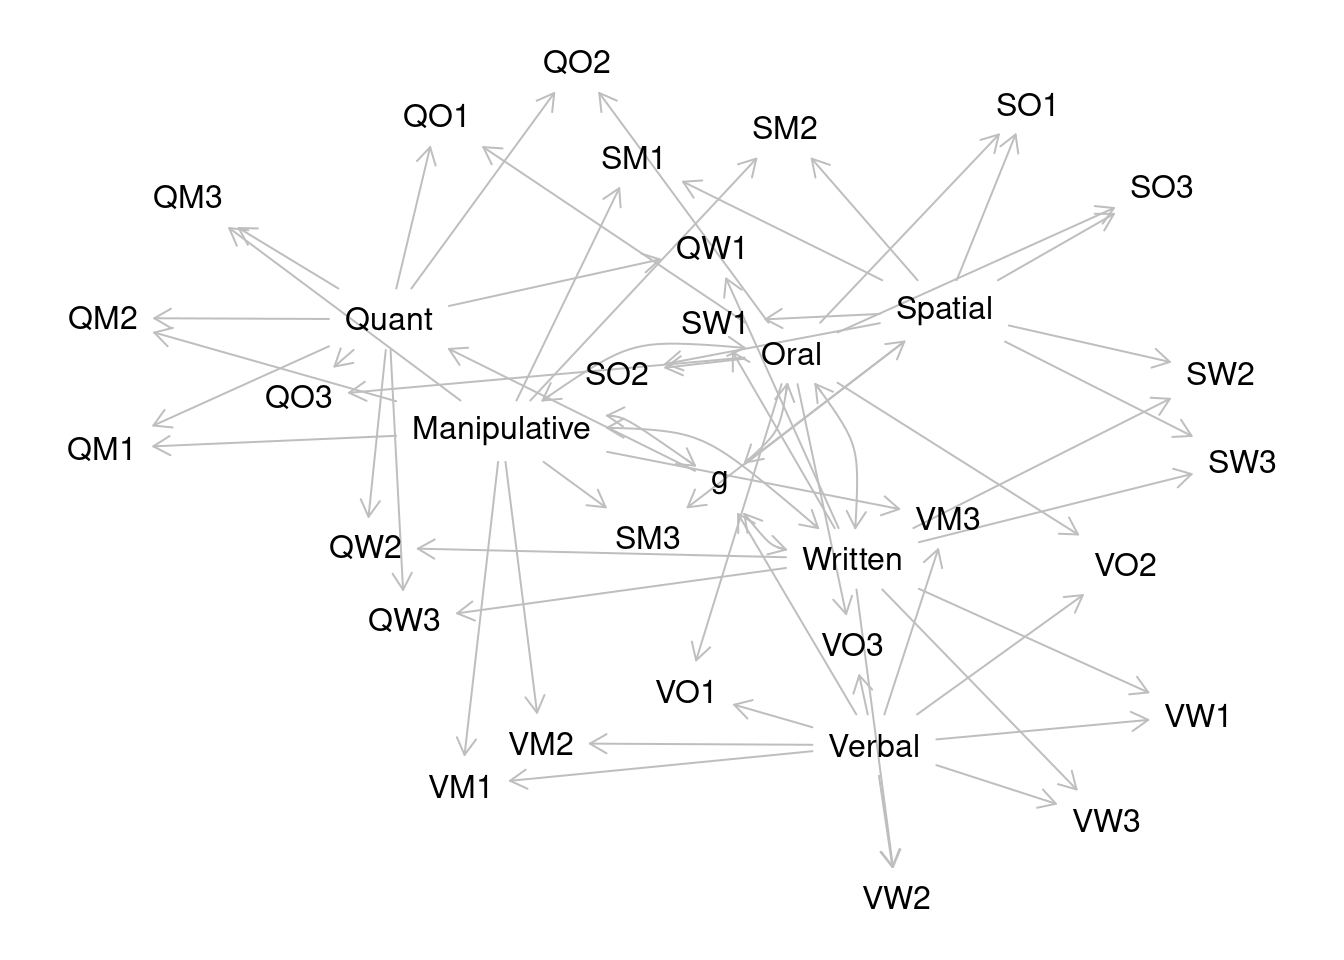 QO2
SO1
QO1
SM2
SM1
SO3
QM3
QW1
Spatial
QM2
Quant
SW1
Oral
SO2
SW2
QO3
Manipulative
QM1
SW3
g
VM3
SM3
QW2
Written
VO2
QW3
VO3
VO1
VW1
VM2
Verbal
VM1
VW3
VW2